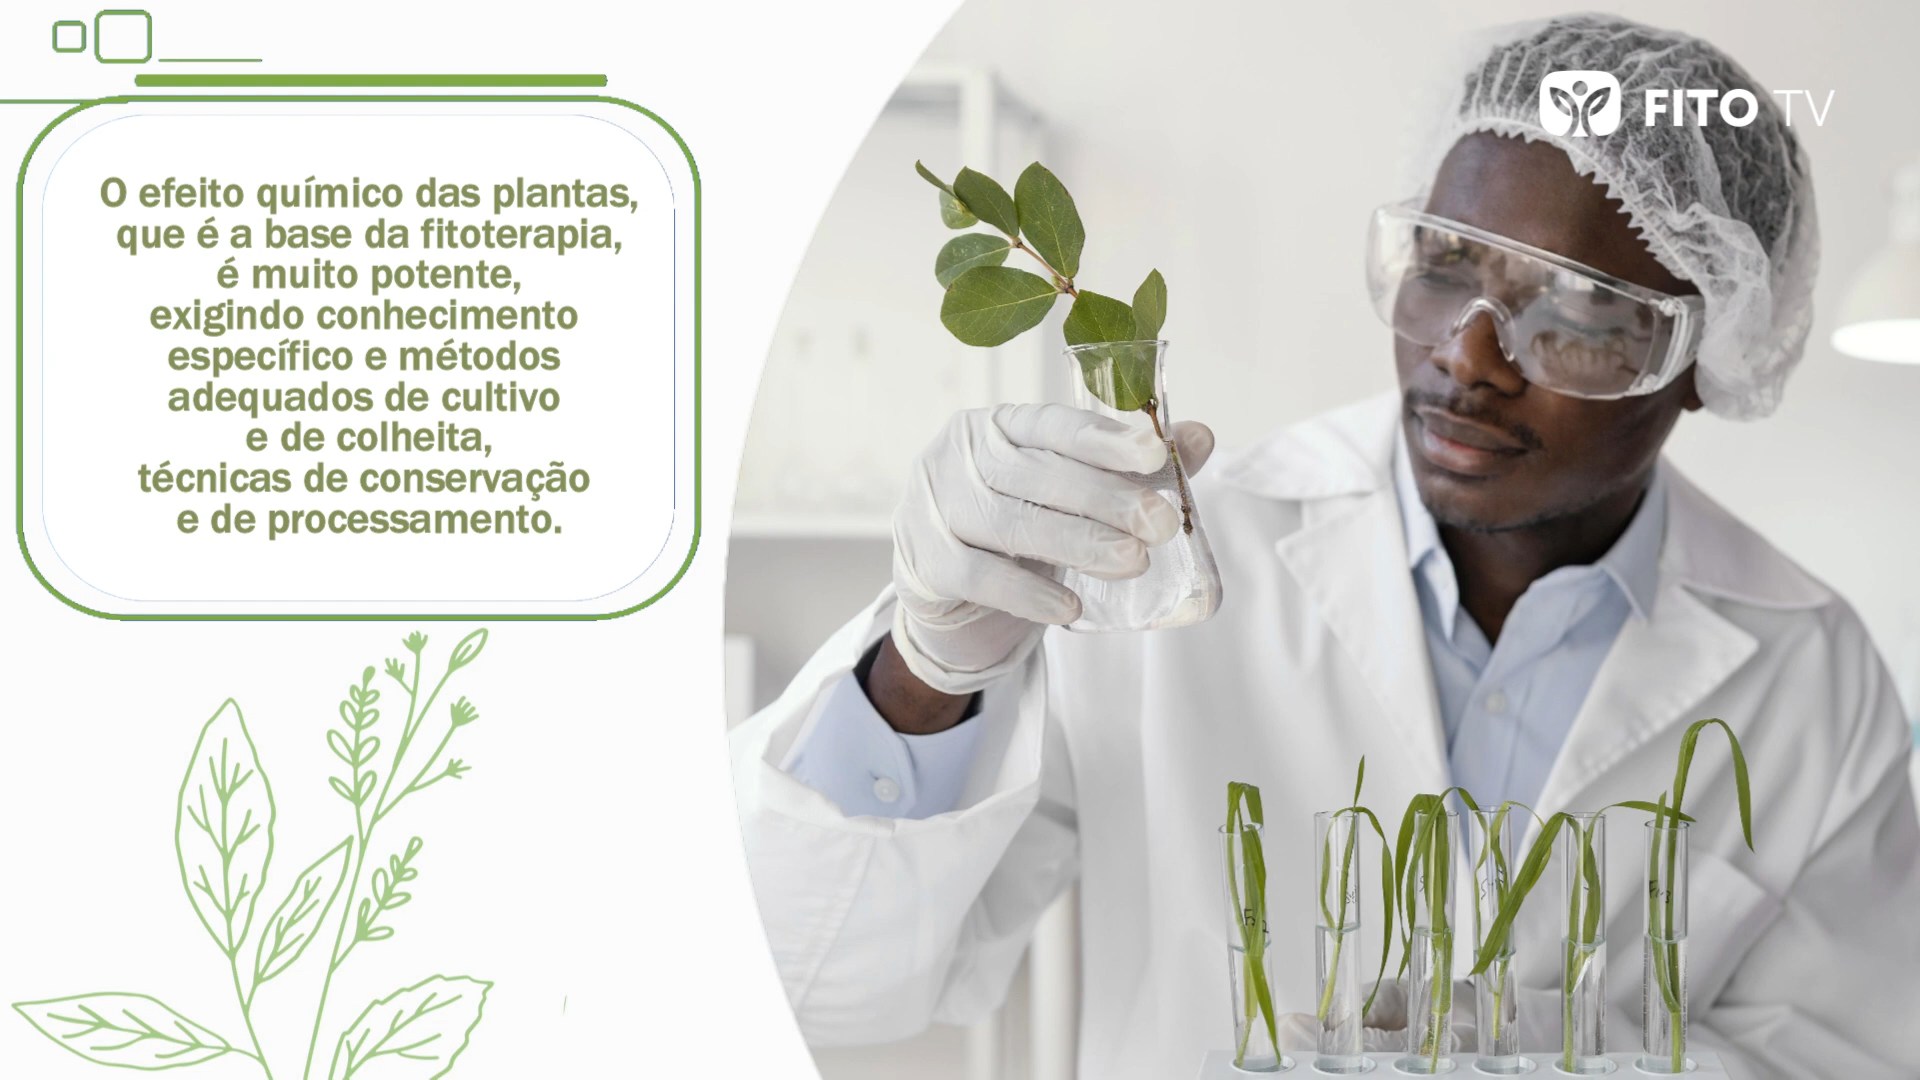 O efeito químico das plantas,
que é a base da fitoterapia,
é muito potente,
exigindo conhecimento
específico e métodos
adequados de cultivo
e de colheita,
técnicas de conservação
e de processamento.
FITO TV